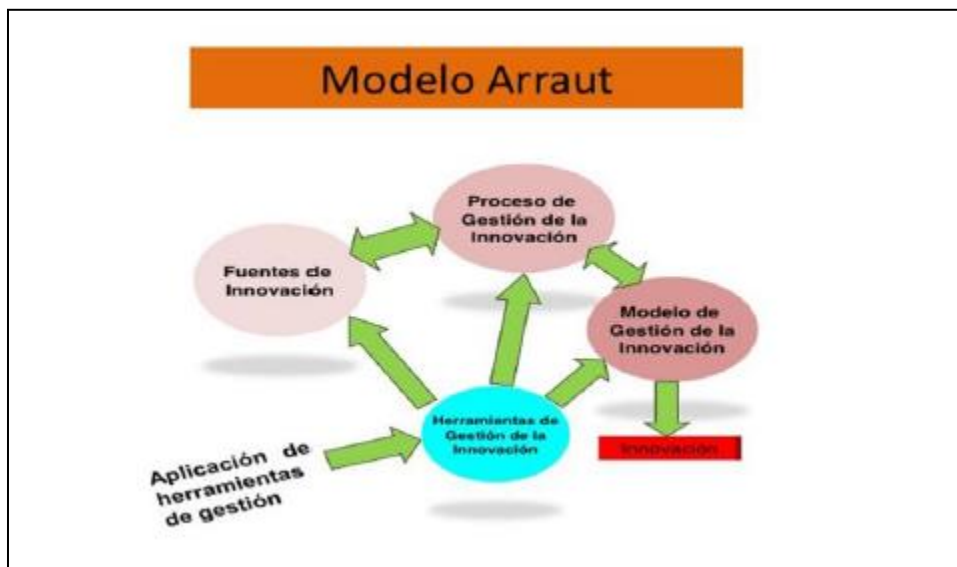 Modelo Arraut
Proceso de
Gestión de la
Innovación
Fuentes de
Innovación
Modelo de
Gestión de la
Innovación
Herramientas de
Gestión de la
Innovación
Innovación
Aplicación de
herramientas
de gestión